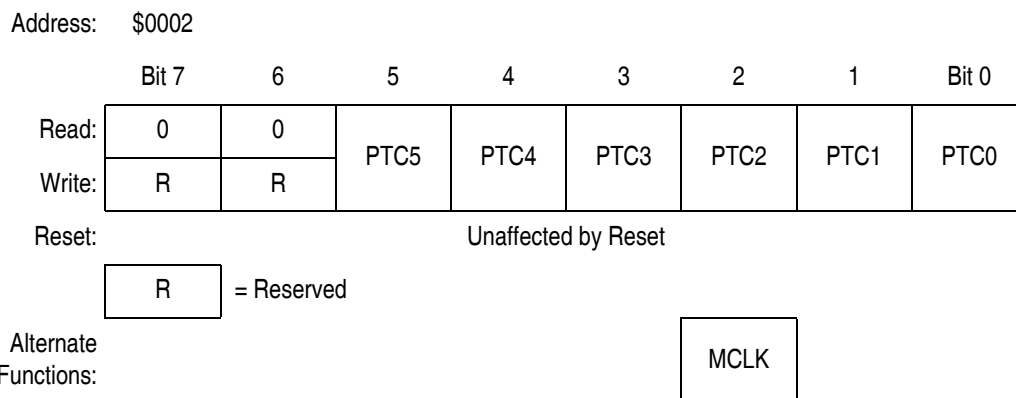 Address: $0002
Bit 7 6 5 4 3 2 1 Bit 0
Read: 0 0 PTC5 PTC4 PTC3 PTC2 PTC1 PTC0
Write: R R
Reset: Unaffected by Reset
R = Reserved
Alternate
Functions: MCLK